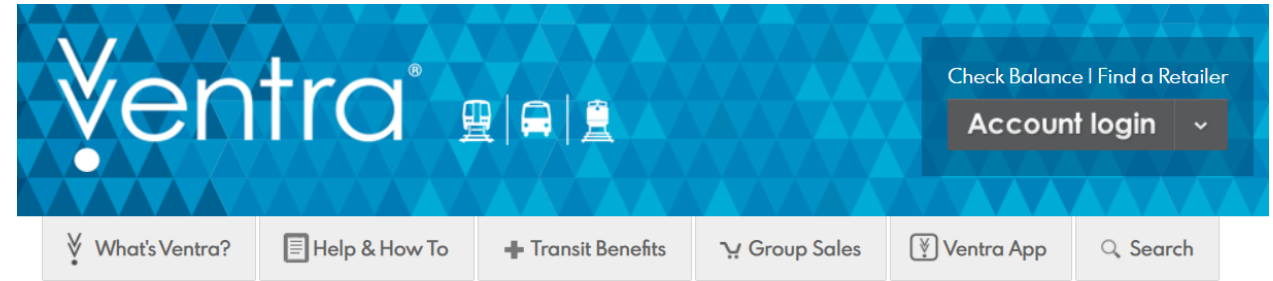 Ventra®
Check Balance | Find a Retailer
Account login
What's Ventra?
Help & How To
Transit Benefits
Group Sales
Ventra App
Search